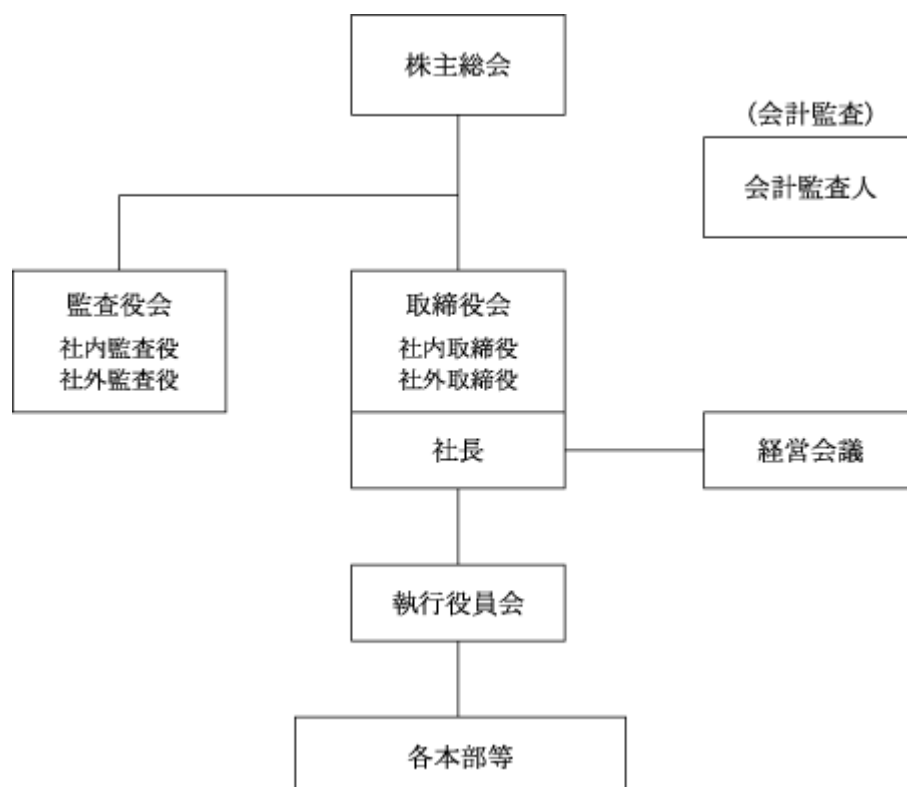 株主総会
(会計監査)
会計監査人
監査役会
社内監査役
社外監査役
取締役会
社内取締役
社外取締役
社長
経営会議
執行役員会
各本部等